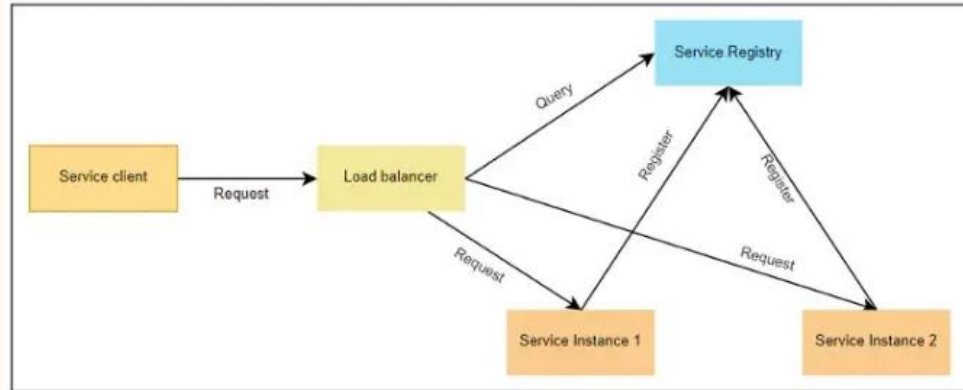 Service Registry
Query
Register
Register
Service client
Request
Load balancer
Request
Request
Service Instance 1
Service Instance 2